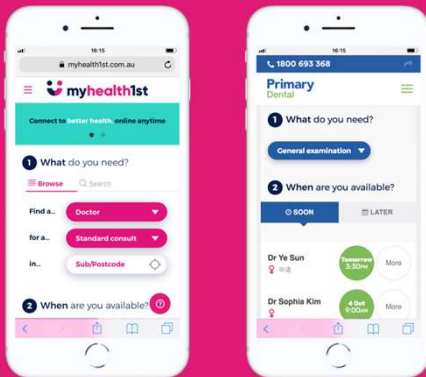 16:15
myhealth1st.com.au
myhealth1st
Connect to better health, online anytime
1 What do you need?
Browse Search
Find a.. Doctor
for a.. Standard consult
in.. Sub/Postcode
2 When are you available?
16:15
1800 693 368
Primary
Dental
1 What do you need?
General examination
2 When are you available?
SOON LATER
Dr Ye Sun
Tomorrow
3:30PM
More
Dr Sophia Kim
4 Oct
9:00AM
More